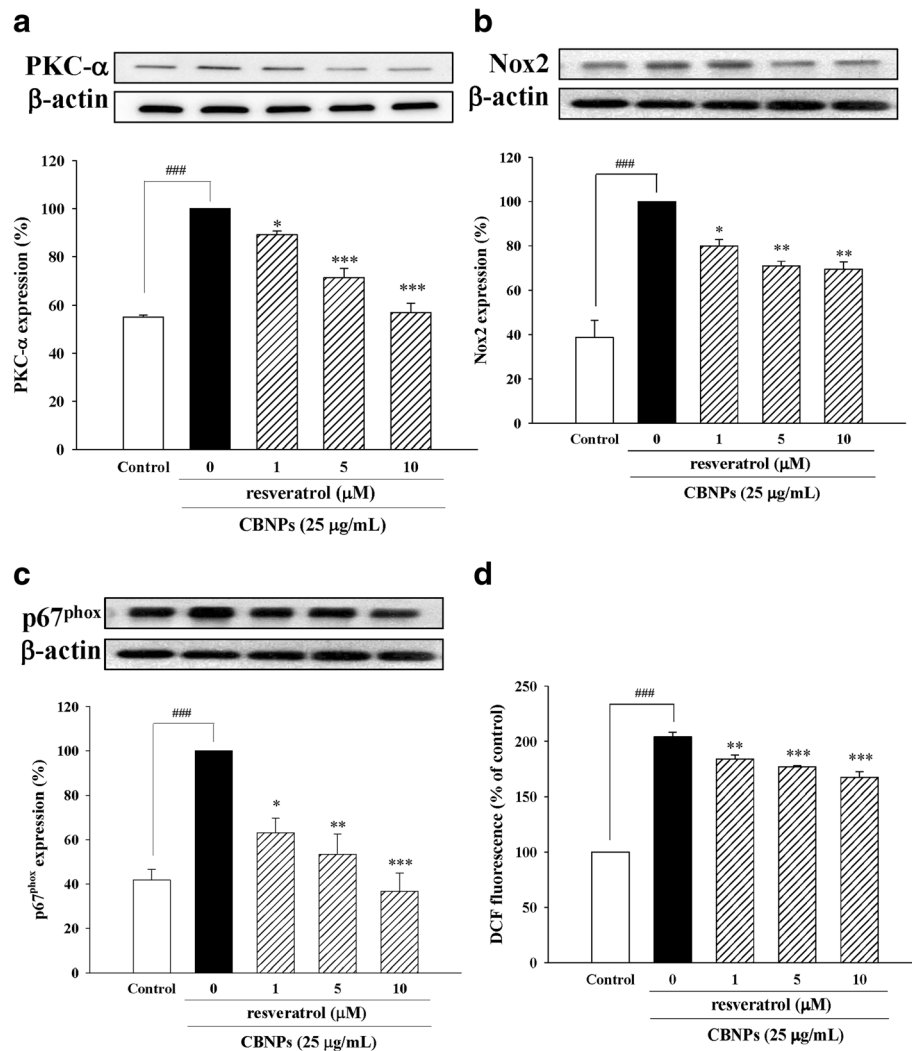 a
PKC-α
β-actin
120
100
80
60
40
20
0
PKC-α expression (%)
###
*
***
***
Control 0 1 5 10
resveratrol (μM)
CBNPs (25 μg/mL)
b
Nox2
β-actin
120
100
80
60
40
20
0
Nox2 expression (%)
###
*
**
**
Control 0 1 5 10
resveratrol (μM)
CBNPs (25 μg/mL)
c
p67phox
β-actin
120
100
80
60
40
20
0
p67phox expression (%)
###
*
**
***
Control 0 1 5 10
resveratrol (μM)
CBNPs (25 μg/mL)
d
250
200
150
100
50
0
DCF fluorescence (% of control)
###
**
***
***
Control 0 1 5 10
resveratrol (μM)
CBNPs (25 μg/mL)